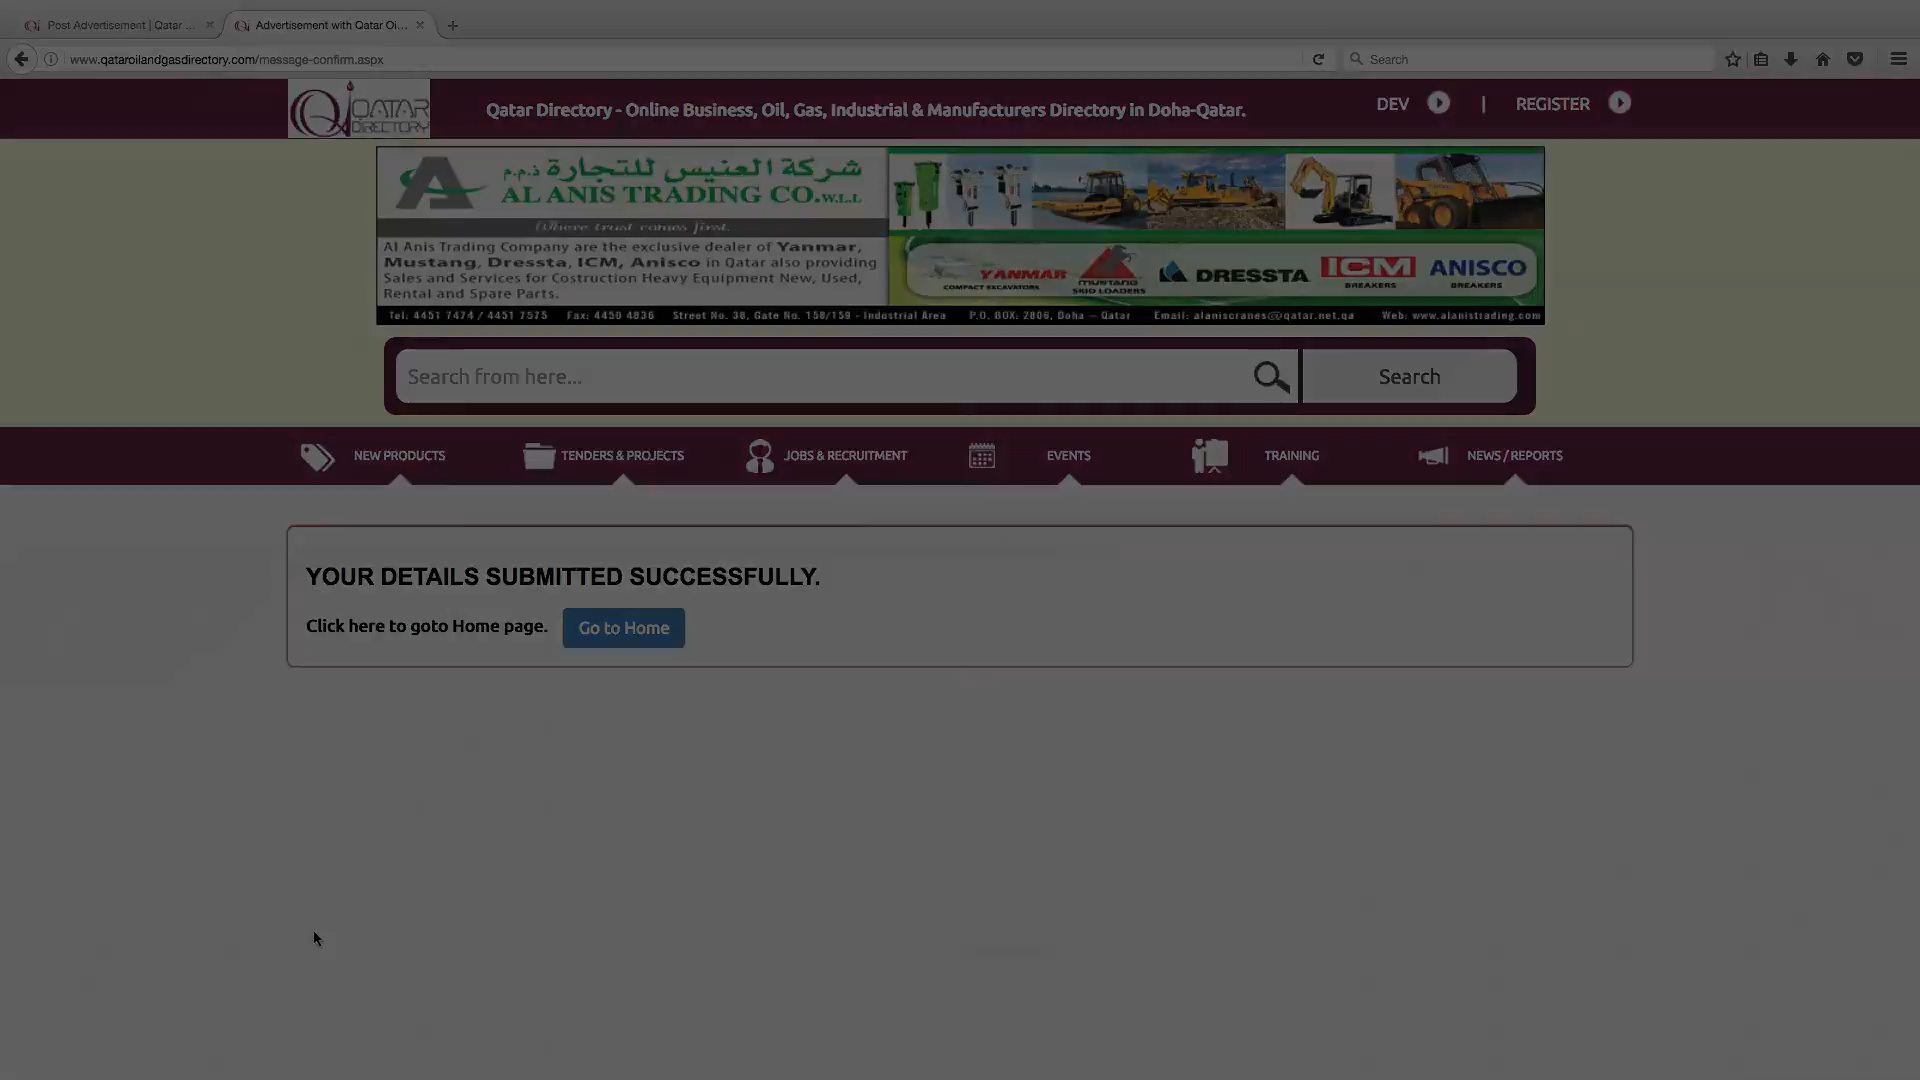 Post Advertisement | Qatar ...
Advertisement with Qatar Oi...
www.qataroilandgasdirectory.com/message-confirm.aspx
Search
QATAR
DIRECTORY
Qatar Directory - Online Business, Oil, Gas, Industrial & Manufacturers Directory in Doha-Qatar.
DEV
|
REGISTER
شركة العنيس للتجارة ذ.م.م
AL ANIS TRADING CO.W.L.L
Where trust comes first.
Al Anis Trading Company are the exclusive dealer of Yanmar,
Mustang, Dressta, ICM, Anisco in Qatar also providing
Sales and Services for Costruction Heavy Equipment New, Used,
Rental and Spare Parts.
YANMAR
COMPACT EXCAVATORS
MUSTANG
SKID LOADERS
DRESSTA
ICM
BREAKERS
ANISCO
BREAKERS
Tel: 4451 7474 / 4451 7575 Fax: 4450 4836 Street No. 38, Gate No. 158/159 - Industrial Area P.O. BOX: 2806, Doha – Qatar Email: alaniscranes@qatar.net.qa Web: www.alanistrading.com
Search from here...
Search
NEW PRODUCTS
TENDERS & PROJECTS
JOBS & RECRUITMENT
EVENTS
TRAINING
NEWS / REPORTS
YOUR DETAILS SUBMITTED SUCCESSFULLY.
Click here to goto Home page.
Go to Home